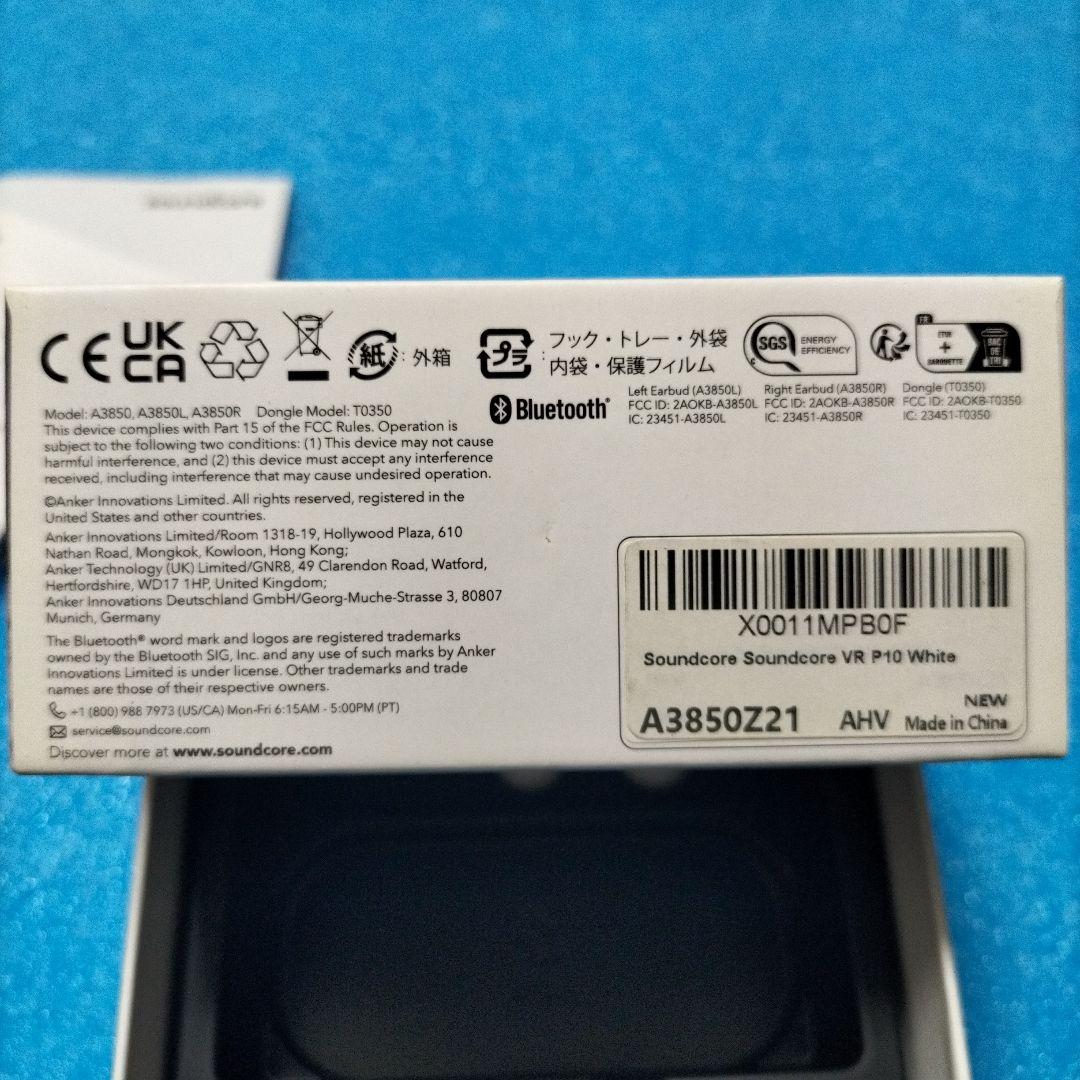 soundcore
CE UK CA
紙 : 外箱
プラ : フック・トレー・外袋
内袋・保護フィルム
SGS ENERGY EFFICIENCY
FR
ÉTUI + BARQUETTE BAC DE TRI
Bluetooth®
Left Earbud (A3850L)
FCC ID: 2AOKB-A3850L
IC: 23451-A3850L
Right Earbud (A3850R)
FCC ID: 2AOKB-A3850R
IC: 23451-A3850R
Dongle (T0350)
FCC ID: 2AOKB-T0350
IC: 23451-T0350
Model: A3850, A3850L, A3850R Dongle Model: T0350
This device complies with Part 15 of the FCC Rules. Operation is
subject to the following two conditions: (1) This device may not cause
harmful interference, and (2) this device must accept any interference
received, including interference that may cause undesired operation.
©Anker Innovations Limited. All rights reserved, registered in the
United States and other countries.
Anker Innovations Limited/Room 1318-19, Hollywood Plaza, 610
Nathan Road, Mongkok, Kowloon, Hong Kong;
Anker Technology (UK) Limited/GNR8, 49 Clarendon Road, Watford,
Hertfordshire, WD17 1HP, United Kingdom;
Anker Innovations Deutschland GmbH/Georg-Muche-Strasse 3, 80807
Munich, Germany
The Bluetooth® word mark and logos are registered trademarks
owned by the Bluetooth SIG, Inc. and any use of such marks by Anker
Innovations Limited is under license. Other trademarks and trade
names are those of their respective owners.
+1 (800) 988 7973 (US/CA) Mon-Fri 6:15AM - 5:00PM (PT)
service@soundcore.com
Discover more at www.soundcore.com
X0011MPB0F
Soundcore Soundcore VR P10 White
NEW
A3850Z21 AHV Made in China